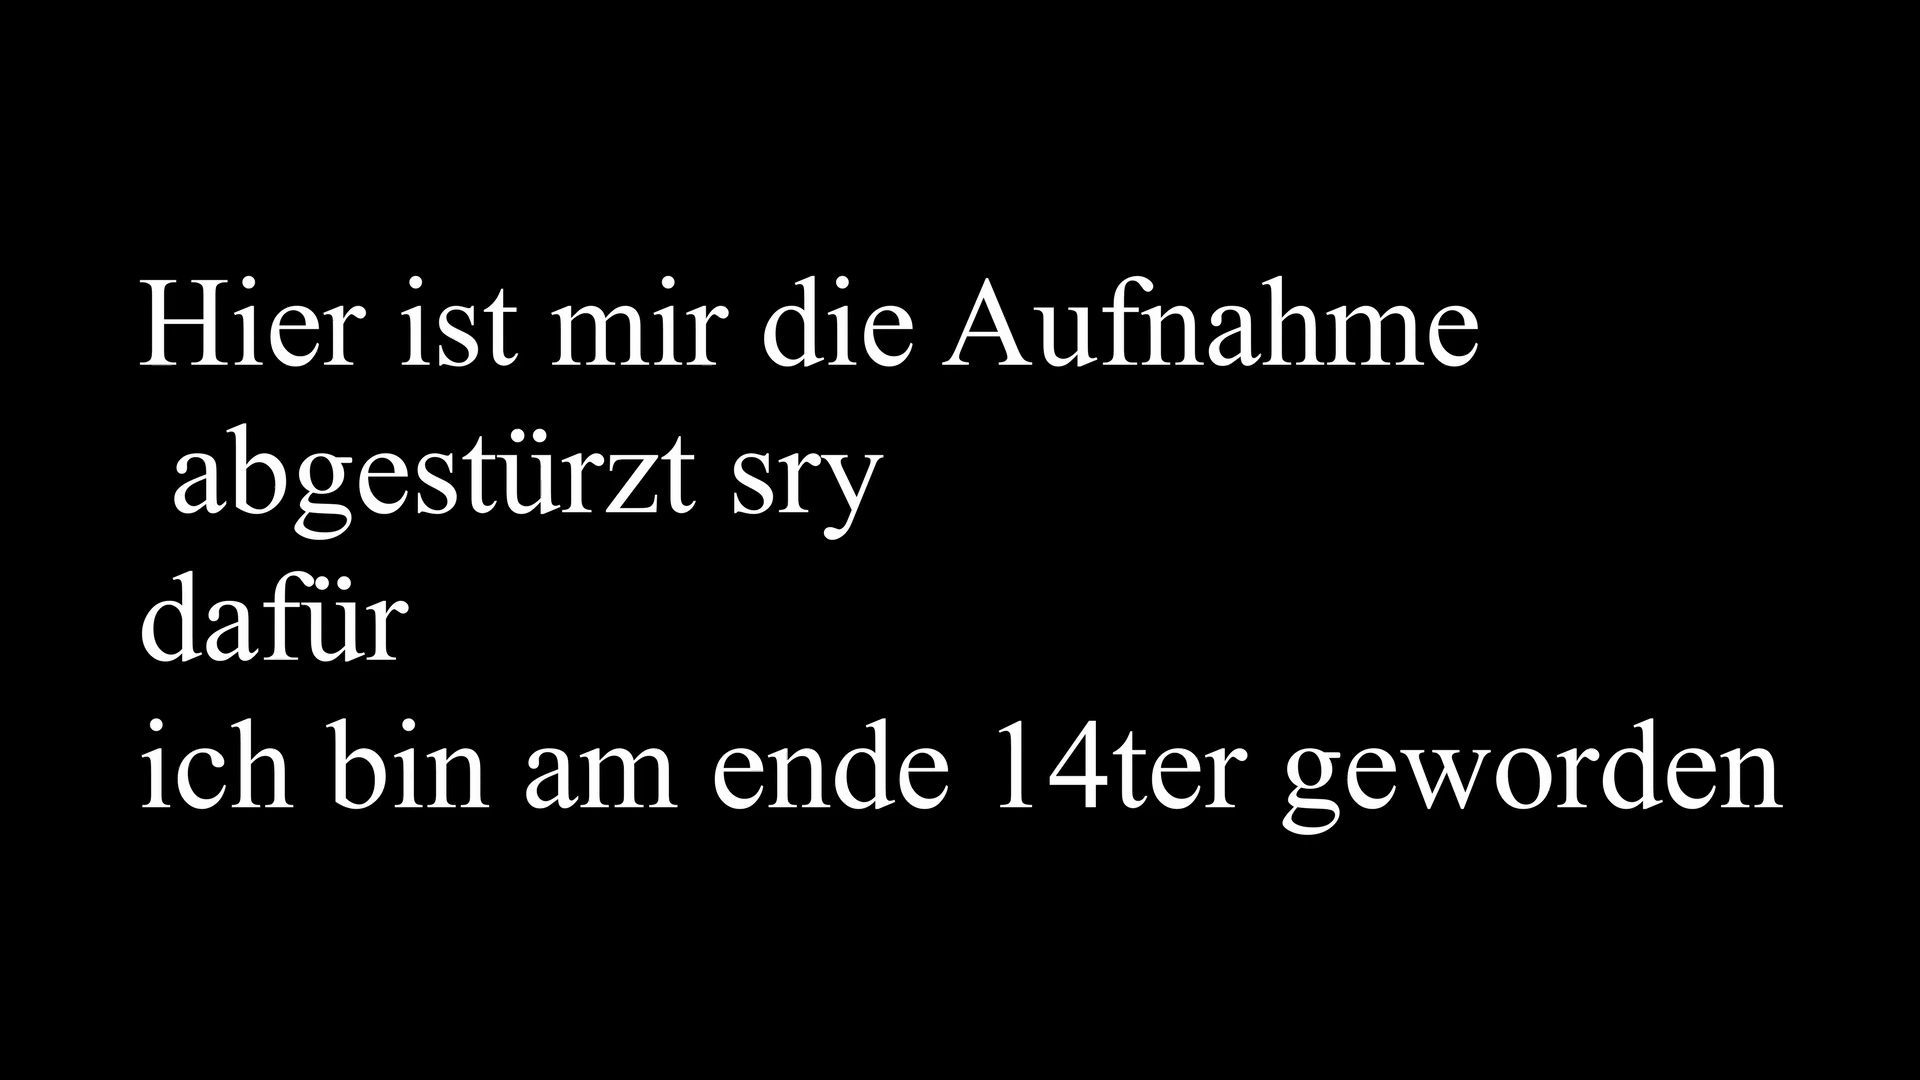 Hier ist mir die Aufnahme
abgestürzt sry
dafür
ich bin am ende 14ter geworden